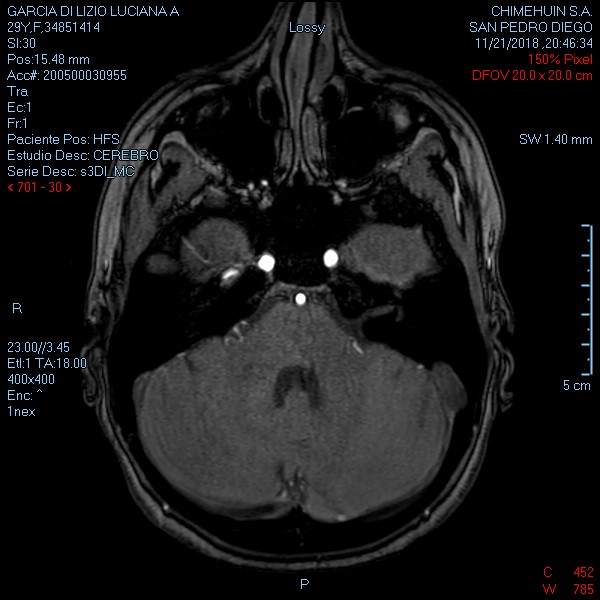 GARCIA DI LIZIO LUCIANA A
29Y,F,34851414
Sl:30
Pos:15.48 mm
Acc#: 200500030955
Tra
Ec:1
Fr:1
Paciente Pos: HFS
Estudio Desc: CEREBRO
Serie Desc: s3DI_MC
< 701 - 30 >
Lossy
CHIMEHUIN S.A.
SAN PEDRO DIEGO
11/21/2018 ,20:46:34
150% Pixel
DFOV 20.0 x 20.0 cm
SW 1.40 mm
R
23.00//3.45
Etl:1 TA:18.00
400x400
Enc: ^
1nex
5 cm
P
C 452
W 785